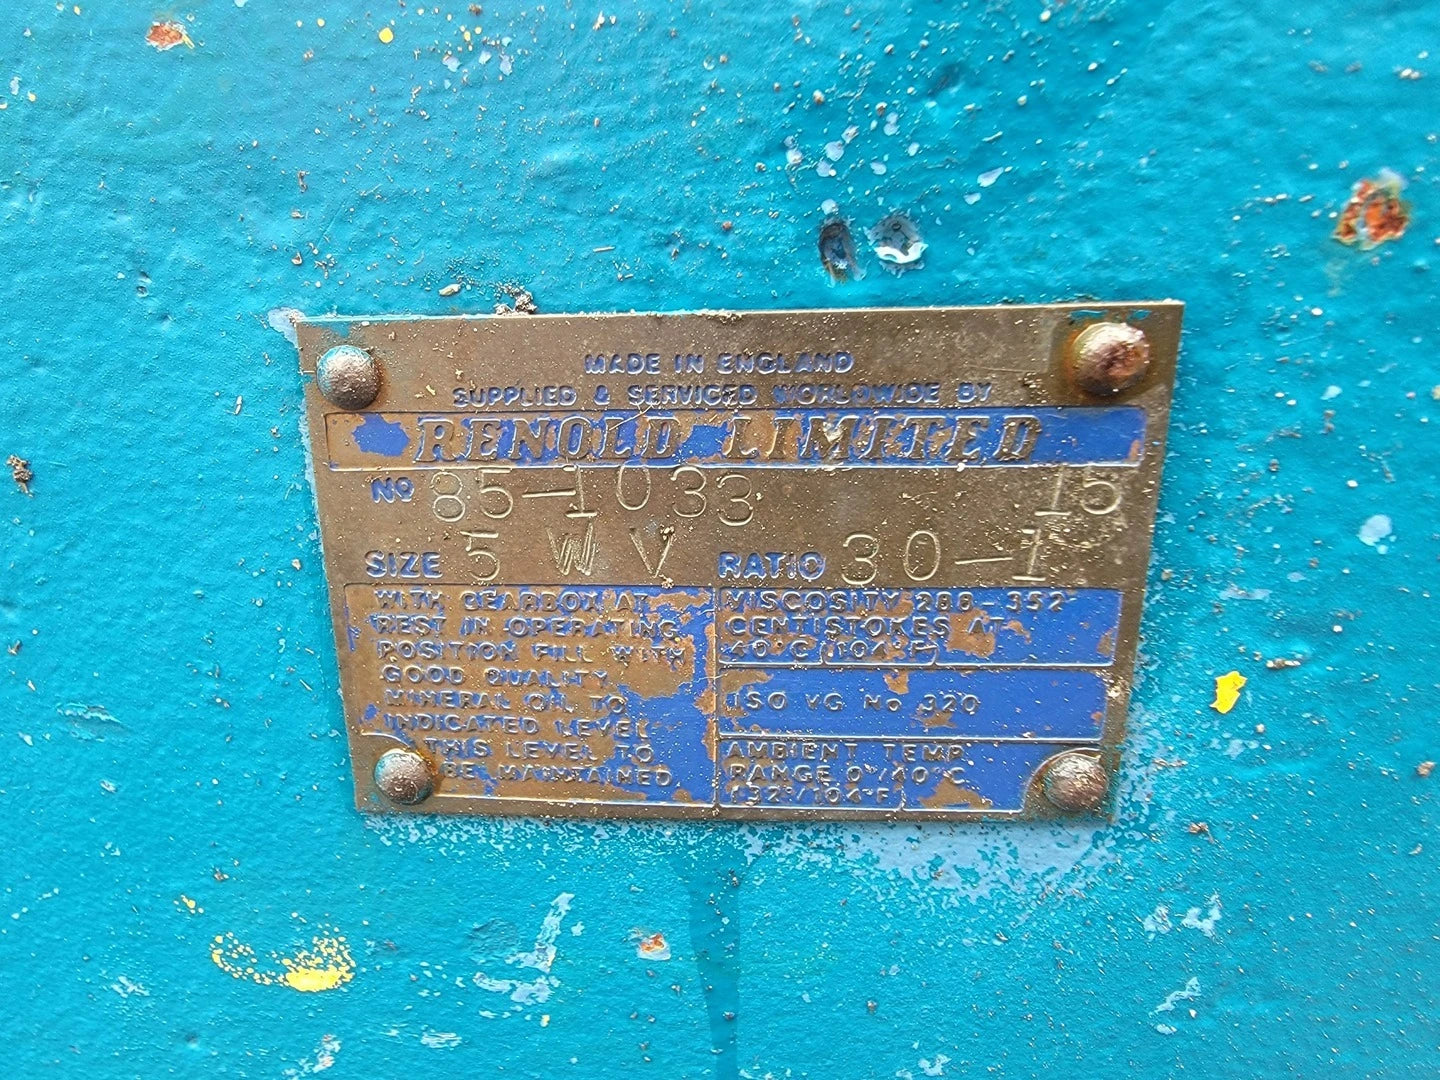 MADE IN ENGLAND
SUPPLIED & SERVICED WORLDWIDE BY
RENOLD LIMITED
No 85-1033 15
SIZE 5 W V RATIO 30-1
WITH GEARBOX AT
REST IN OPERATING
POSITION FILL WITH
GOOD QUALITY
MINERAL OIL TO
INDICATED LEVEL
THIS LEVEL TO
BE MAINTAINED
VISCOSITY 288-352
CENTISTOKES AT
40°C (104°F)
ISO VG No 320
AMBIENT TEMP
RANGE 0°/40°C
(32°/104°F)